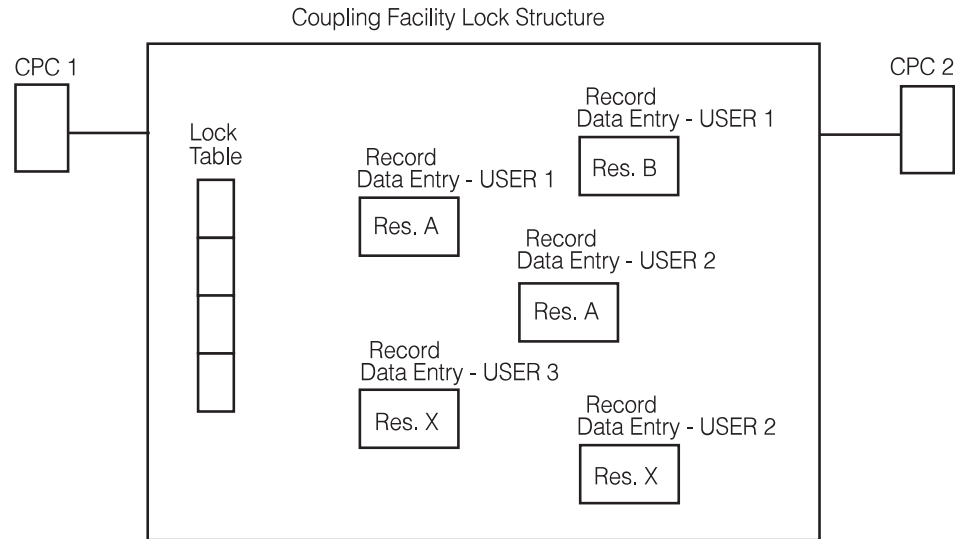 Coupling Facility Lock Structure
CPC 1
CPC 2
Lock
Table
Record
Data Entry - USER 1
Res. B
Record
Data Entry - USER 1
Res. A
Record
Data Entry - USER 2
Res. A
Record
Data Entry - USER 3
Res. X
Record
Data Entry - USER 2
Res. X